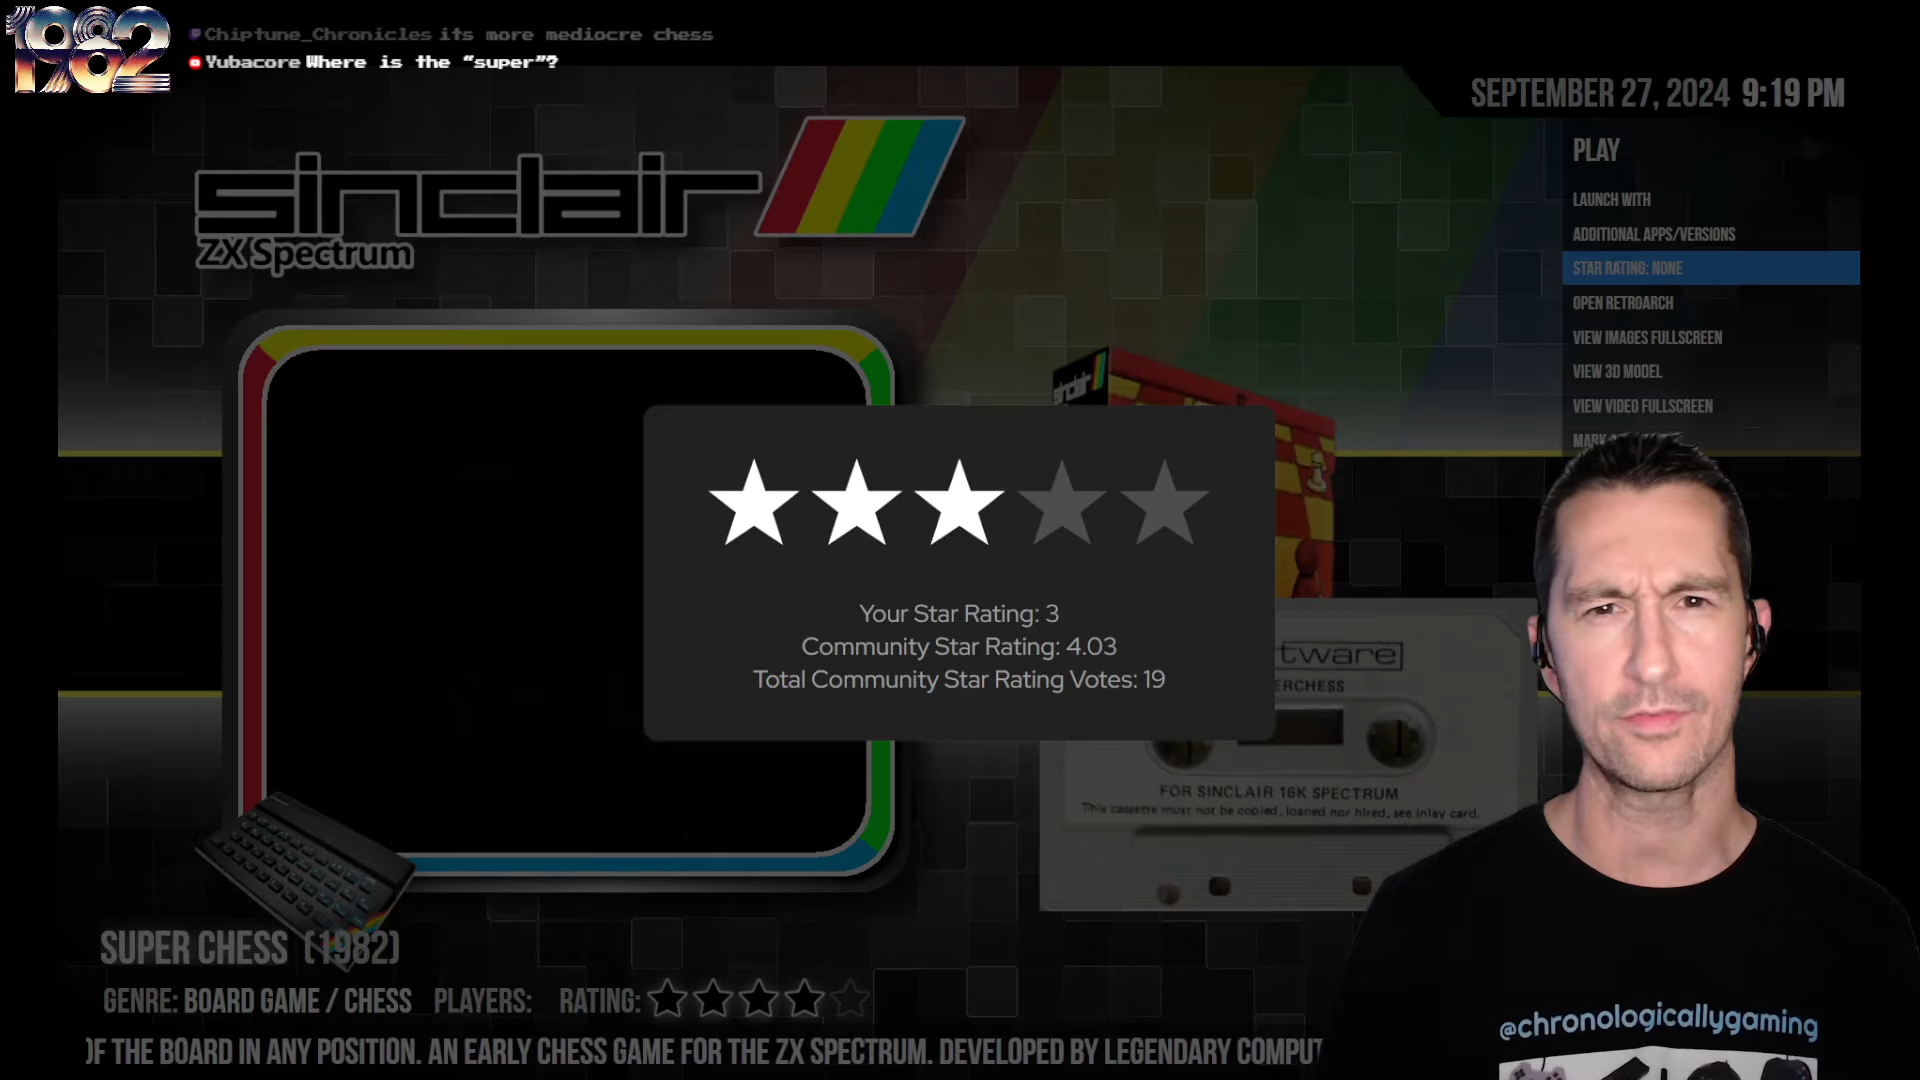 1982
Chiptune_Chronicles its more mediocre chess
Yubacore Where is the “super”?
SEPTEMBER 27, 2024 9:19 PM
sinclair
ZX Spectrum
PLAY
LAUNCH WITH
ADDITIONAL APPS/VERSIONS
STAR RATING: NONE
OPEN RETROARCH
VIEW IMAGES FULLSCREEN
VIEW 3D MODEL
VIEW VIDEO FULLSCREEN
MARK
sinclair
Your Star Rating: 3
Community Star Rating: 4.03
Total Community Star Rating Votes: 19
tware
ERCHESS
FOR SINCLAIR 16K SPECTRUM
This cassette must not be copied, loaned nor hired, see inlay card.
SUPER CHESS (1982)
GENRE: BOARD GAME / CHESS PLAYERS: RATING:
OF THE BOARD IN ANY POSITION. AN EARLY CHESS GAME FOR THE ZX SPECTRUM. DEVELOPED BY LEGENDARY COMPUT
@chronologicallygaming